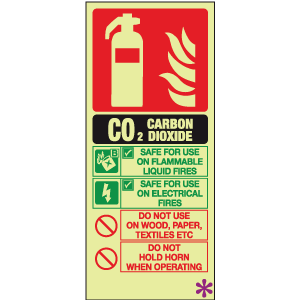 CO₂ CARBON
DIOXIDE
B
SAFE FOR USE
ON FLAMMABLE
LIQUID FIRES
SAFE FOR USE
ON ELECTRICAL
FIRES
DO NOT USE
ON WOOD, PAPER,
TEXTILES ETC
DO NOT
HOLD HORN
WHEN OPERATING